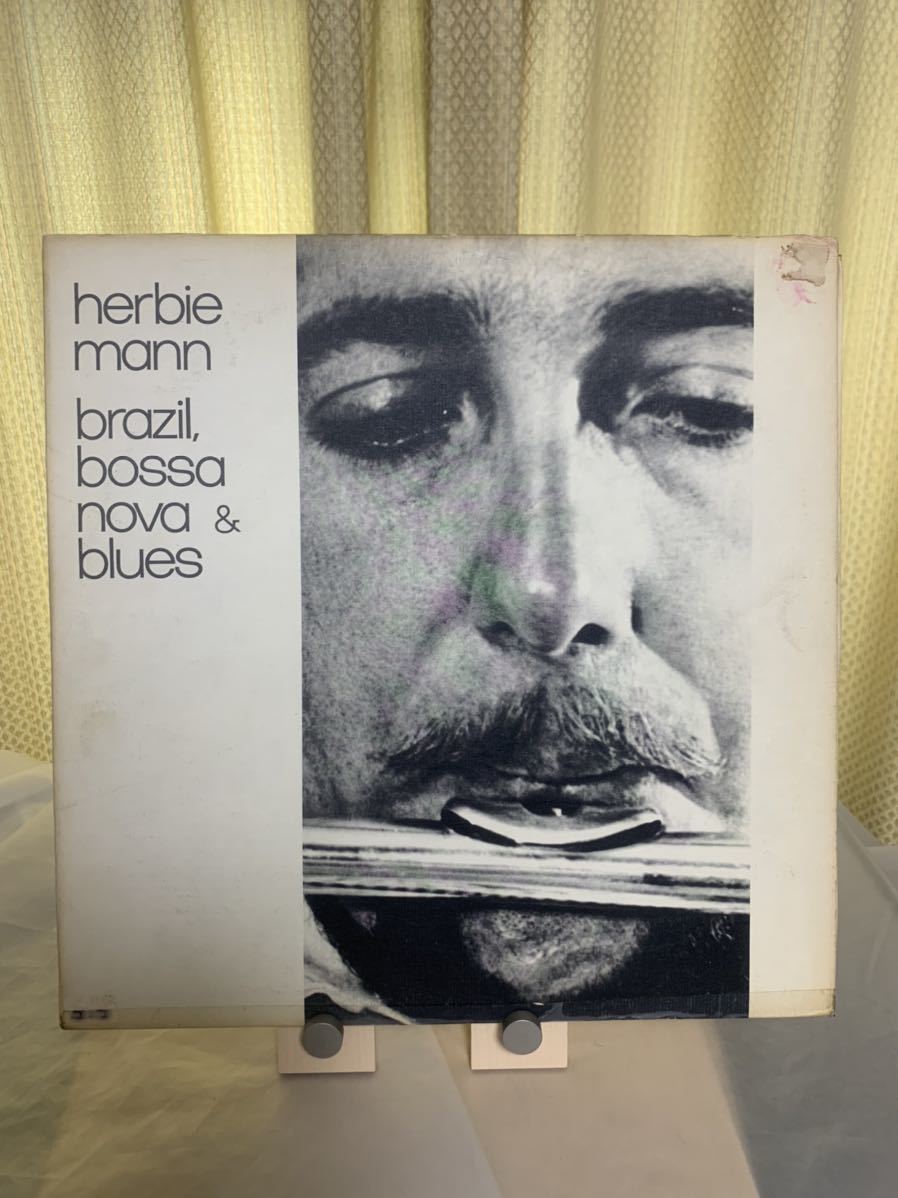 herbie
mann
brazil,
bossa
nova &
blues